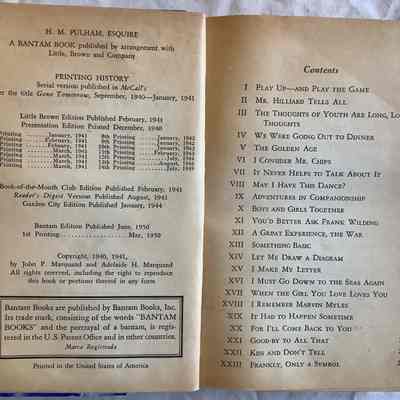 H. M. PULHAM, ESQUIRE
A BANTAM BOOK published by arrangement with
Little, Brown and Company
PRINTING HISTORY
Serial version published in McCall's
the title Gone Tomorrow, September, 1940—January, 1941
Little Brown Edition Published February, 1941
Presentation Edition Printed December, 1940
Book-of-the-Month Club Edition Published February, 1941
Reader's Digest Version Published August, 1941
Garden City Edition Published January, 1944
Bantam Edition Published June, 1950
1st Printing May, 1950
Copyright, 1940, 1941,
by John P. Marquand and Adelaide H. Marquand
All rights reserved, including the right to reproduce
this book or portions thereof in any form.
Bantam Books are published by Bantam Books, Inc.
Its trade mark, consisting of the words "BANTAM
BOOKS" and the portrayal of a bantam, is regis-
tered in the U.S. Patent Office and in other countries.
Marca Registrada
Printed in the United States of America
Contents
I PLAY UP—AND PLAY THE GAME
II MR. HILLIARD TELLS ALL
III THE THOUGHTS OF YOUTH ARE LONG, LO
THOUGHTS
IV WE WERE GOING OUT TO DINNER
V THE GOLDEN AGE
VI I CONSIDER MR. CHIPS
VII IT NEVER HELPS TO TALK ABOUT IT
VIII MAY I HAVE THIS DANCE?
IX ADVENTURES IN COMPANIONSHIP
X BOYS AND GIRLS TOGETHER
XI YOU'D BETTER ASK FRANK WILDING
XII A GREAT EXPERIENCE, THE WAR
XIII SOMETHING BASIC
XIV LET ME DRAW A DIAGRAM
XV I MAKE MY LETTER
XVI I MUST GO DOWN TO THE SEAS AGAIN
XVII WHEN THE GIRL YOU LOVE LOVES YOU
XVIII I REMEMBER MARVIN MYLES
XIX IT HAD TO HAPPEN SOMETIME
XX FOR I'LL COME BACK TO YOU
XXI GOOD-BY TO ALL THAT
XXII KISS AND DON'T TELL
XXIII FRANKLY, ONLY A SYMBOL